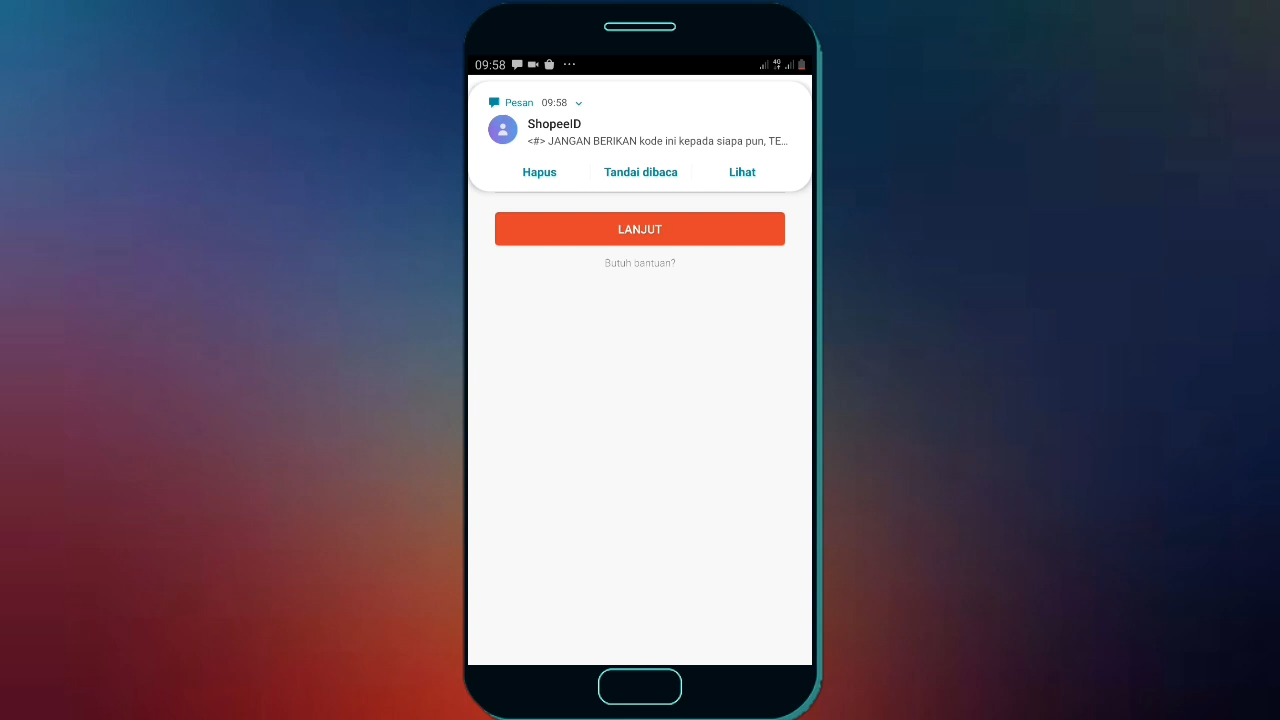 09:58
4G
Pesan 09:58
ShopeeID
<#> JANGAN BERIKAN kode ini kepada siapa pun, TE...
Hapus Tandai dibaca Lihat
LANJUT
Butuh bantuan?